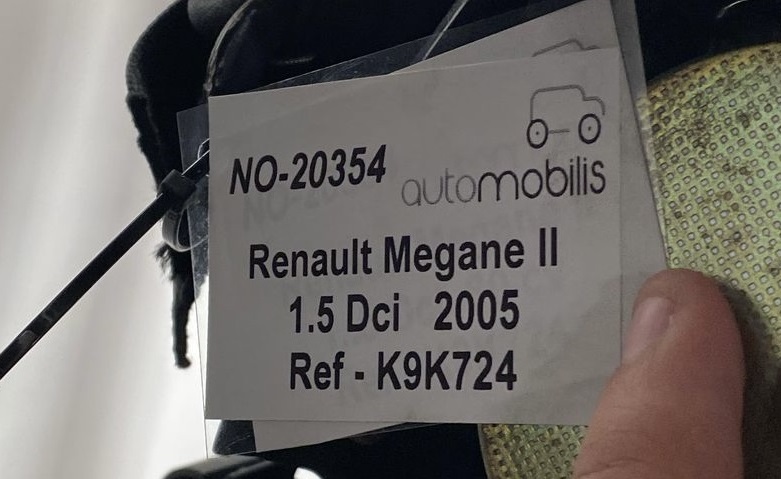 NO-20354
automobilis
Renault Megane II
1.5 Dci 2005
Ref - K9K724